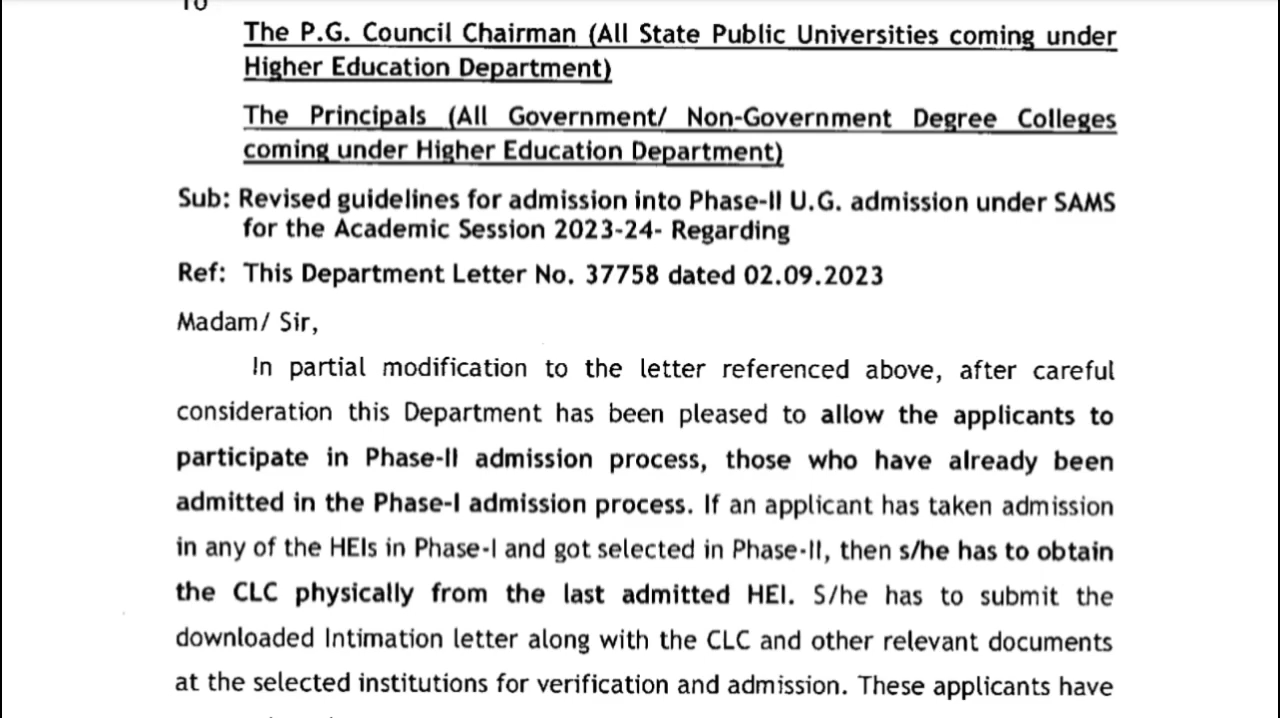 To
The P.G. Council Chairman (All State Public Universities coming under
Higher Education Department)
The Principals (All Government/ Non-Government Degree Colleges
coming under Higher Education Department)
Sub: Revised guidelines for admission into Phase-II U.G. admission under SAMS
for the Academic Session 2023-24- Regarding
Ref: This Department Letter No. 37758 dated 02.09.2023
Madam/ Sir,
In partial modification to the letter referenced above, after careful
consideration this Department has been pleased to allow the applicants to
participate in Phase-II admission process, those who have already been
admitted in the Phase-I admission process. If an applicant has taken admission
in any of the HEIs in Phase-I and got selected in Phase-II, then s/he has to obtain
the CLC physically from the last admitted HEI. S/he has to submit the
downloaded Intimation letter along with the CLC and other relevant documents
at the selected institutions for verification and admission. These applicants have